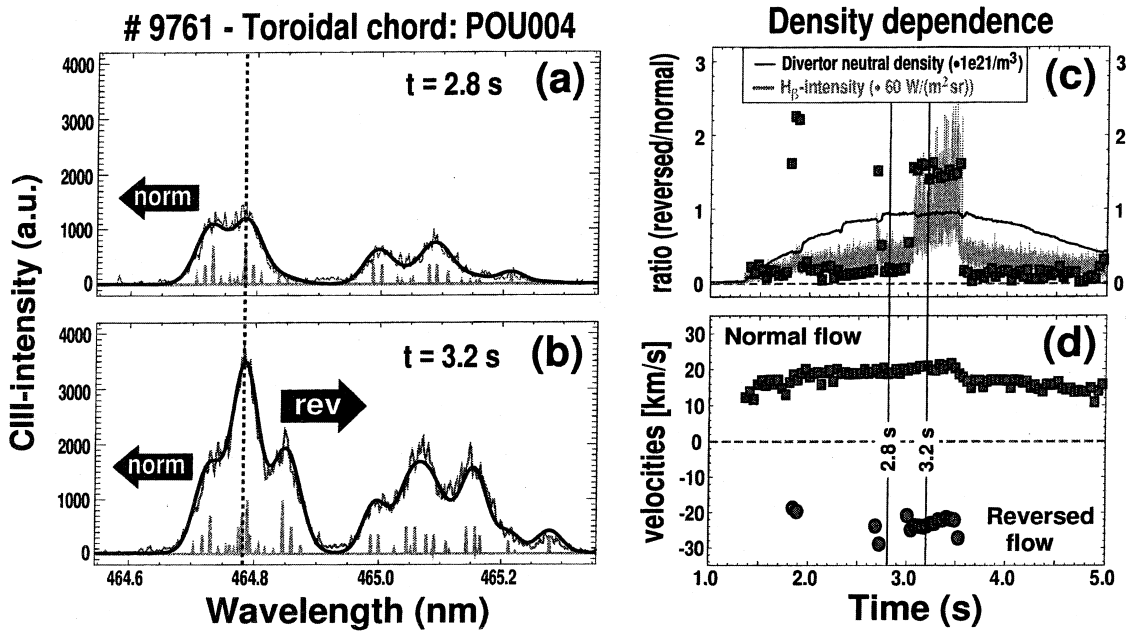 # 9761 - Toroidal chord: POU004
4000
3000
2000
1000
0
t = 2.8 s
(a)
norm
4000
3000
2000
1000
0
t = 3.2 s
(b)
rev
norm
CIII-intensity (a.u.)
464.6
464.8
465.0
465.2
Wavelength (nm)
Density dependence
3
2
1
0
3
2
1
0
Divertor neutral density (•1e21/m³)
Hβ-intensity (• 60 W/(m² sr))
(c)
ratio (reversed/normal)
30
20
10
0
-10
-20
-30
Normal flow
(d)
2.8 s
3.2 s
Reversed
flow
velocities [km/s]
1.0
2.0
3.0
4.0
5.0
Time (s)